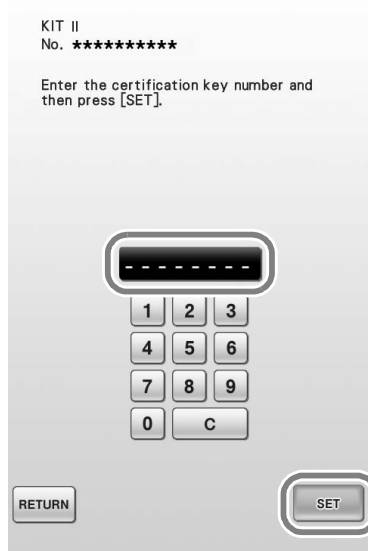 KIT II
No. **********
Enter the certification key number and
then press [SET].
- - - - - - - -
1 2 3
4 5 6
7 8 9
0 C
RETURN SET